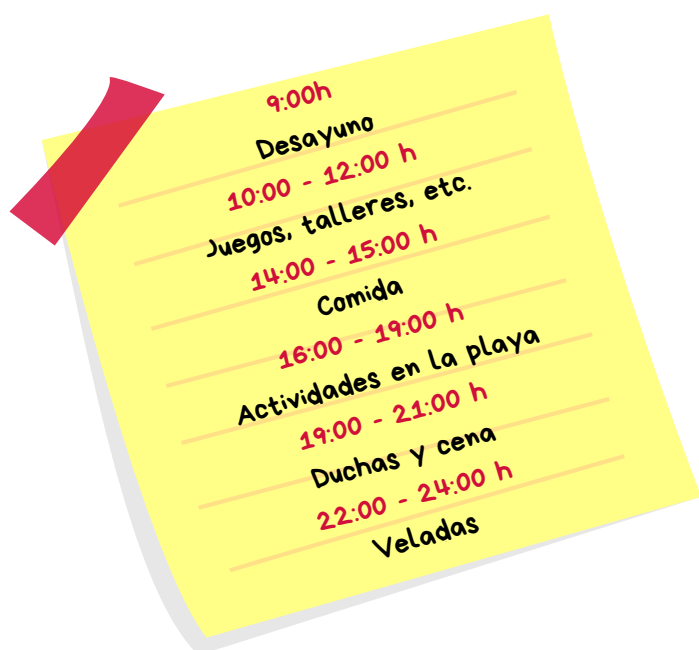 9:00h
Desayuno
10:00 - 12:00 h
Juegos, talleres, etc.
14:00 - 15:00 h
Comida
16:00 - 19:00 h
Actividades en la playa
19:00 - 21:00 h
Duchas y cena
22:00 - 24:00 h
Veladas